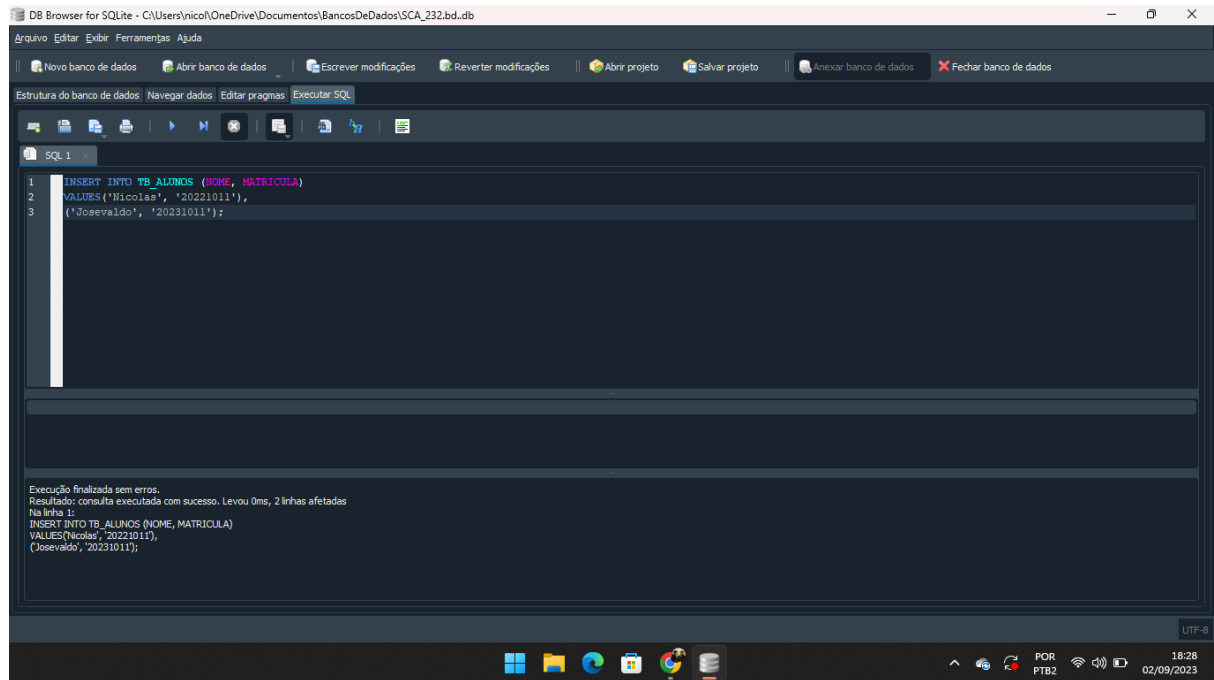 DB Browser for SQLite - C:\Users\nicol\OneDrive\Documentos\BancosDeDados\SCA_232.bd..db
Arquivo Editar Exibir Ferramentas Ajuda
Novo banco de dados Abrir banco de dados Escrever modificações Reverter modificações Abrir projeto Salvar projeto Anexar banco de dados Fechar banco de dados
Estrutura do banco de dados Navegar dados Editar pragmas Executar SQL
SQL 1
1 INSERT INTO TB_ALUNOS (NOME, MATRICULA)
2 VALUES('Nicolas', '20221011'),
3 ('Josevaldo', '20231011');
Execução finalizada sem erros.
Resultado: consulta executada com sucesso. Levou 0ms, 2 linhas afetadas
Na linha 1:
INSERT INTO TB_ALUNOS (NOME, MATRICULA)
VALUES('Nicolas', '20221011'),
('Josevaldo', '20231011');
UTF-8
POR 18:28
PTB2 02/09/2023